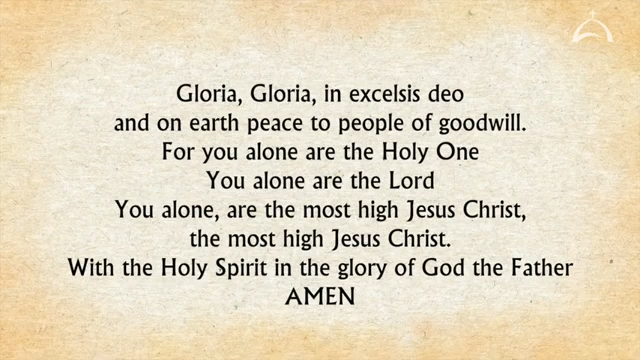 Gloria, Gloria, in excelsis deo
and on earth peace to people of goodwill.
For you alone are the Holy One
You alone are the Lord
You alone, are the most high Jesus Christ,
the most high Jesus Christ.
With the Holy Spirit in the glory of God the Father
AMEN